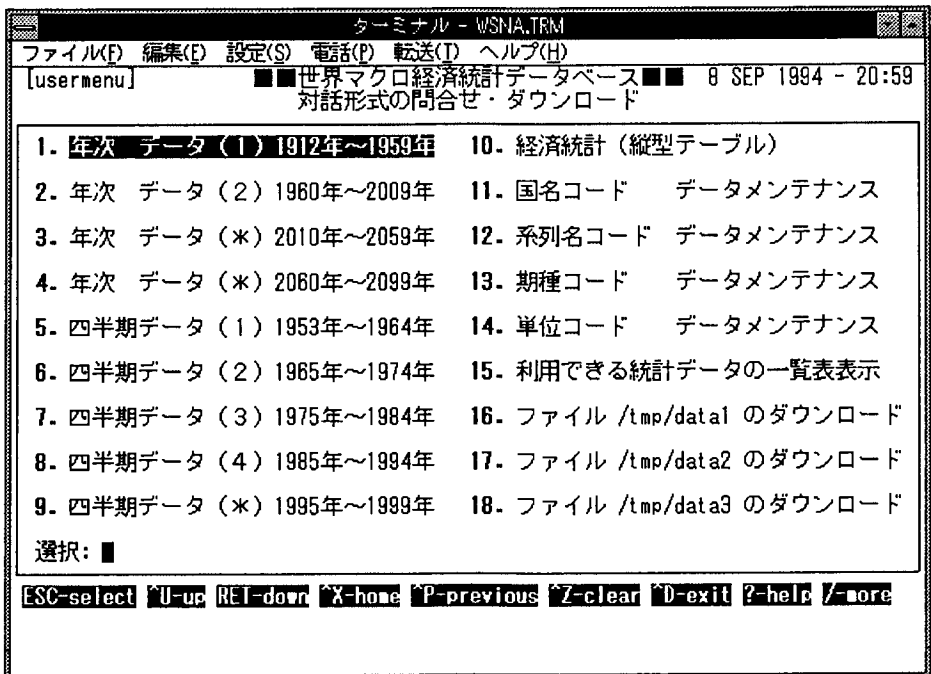 ターミナル - WSNA.TRM
ファイル(F) 編集(E) 設定(S) 電話(P) 転送(T) ヘルプ(H)
[usermenu] ■■世界マクロ経済統計データベース■■ 8 SEP 1994 - 20:59
対話形式の問合せ・ダウンロード
1. 年次 データ(1)1912年～1959年
2. 年次 データ(2)1960年～2009年
3. 年次 データ(*)2010年～2059年
4. 年次 データ(*)2060年～2099年
5. 四半期データ(1)1953年～1964年
6. 四半期データ(2)1965年～1974年
7. 四半期データ(3)1975年～1984年
8. 四半期データ(4)1985年～1994年
9. 四半期データ(*)1995年～1999年
10. 経済統計(縦型テーブル)
11. 国名コード データメンテナンス
12. 系列名コード データメンテナンス
13. 期種コード データメンテナンス
14. 単位コード データメンテナンス
15. 利用できる統計データの一覧表表示
16. ファイル /tmp/data1 のダウンロード
17. ファイル /tmp/data2 のダウンロード
18. ファイル /tmp/data3 のダウンロード
選択:
ESC-select ^U-up RET-down ^X-home ^P-previous ^Z-clear ^D-exit ?-help /-more